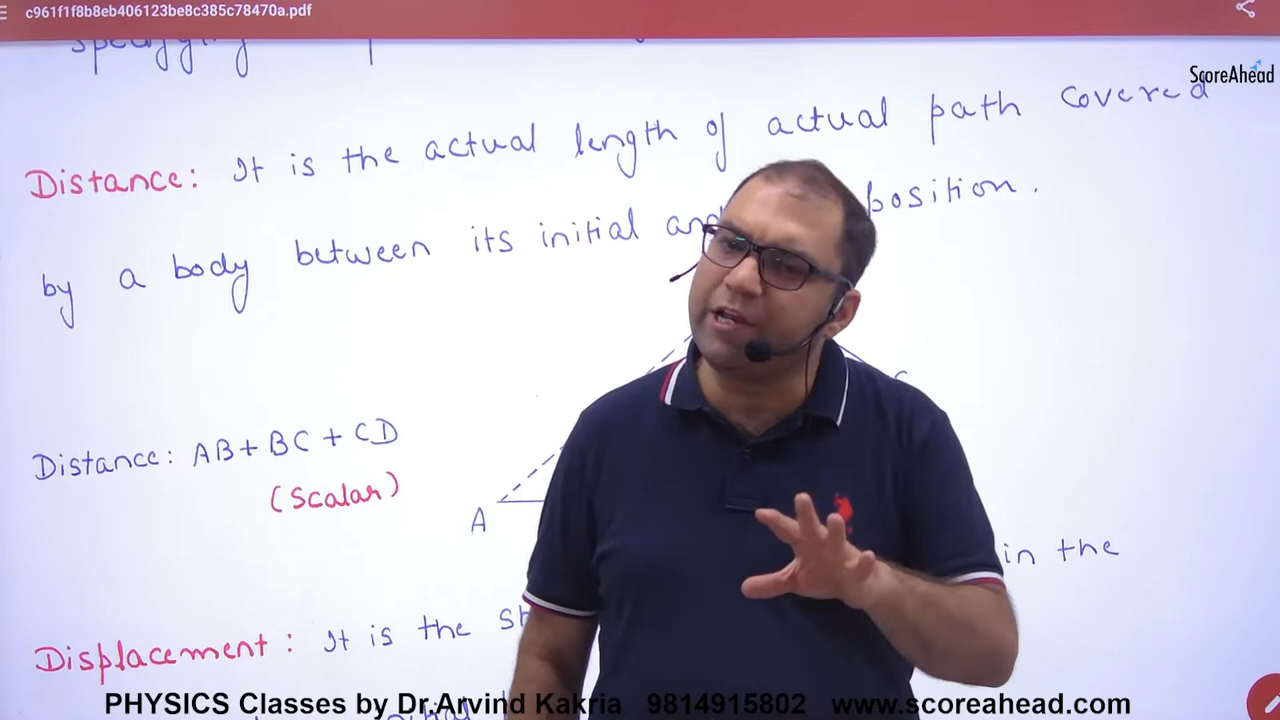 c961f1f8b8eb406123be8c385c78470a.pdf
ScoreAhead
Distance: It is the actual length of actual path covered
by a body between its initial and position.
Distance: AB + BC + CD
(Scalar)
A
in the
Displacement: It is the
PHYSICS Classes by Dr.Arvind Kakria 9814915802 www.scoreahead.com